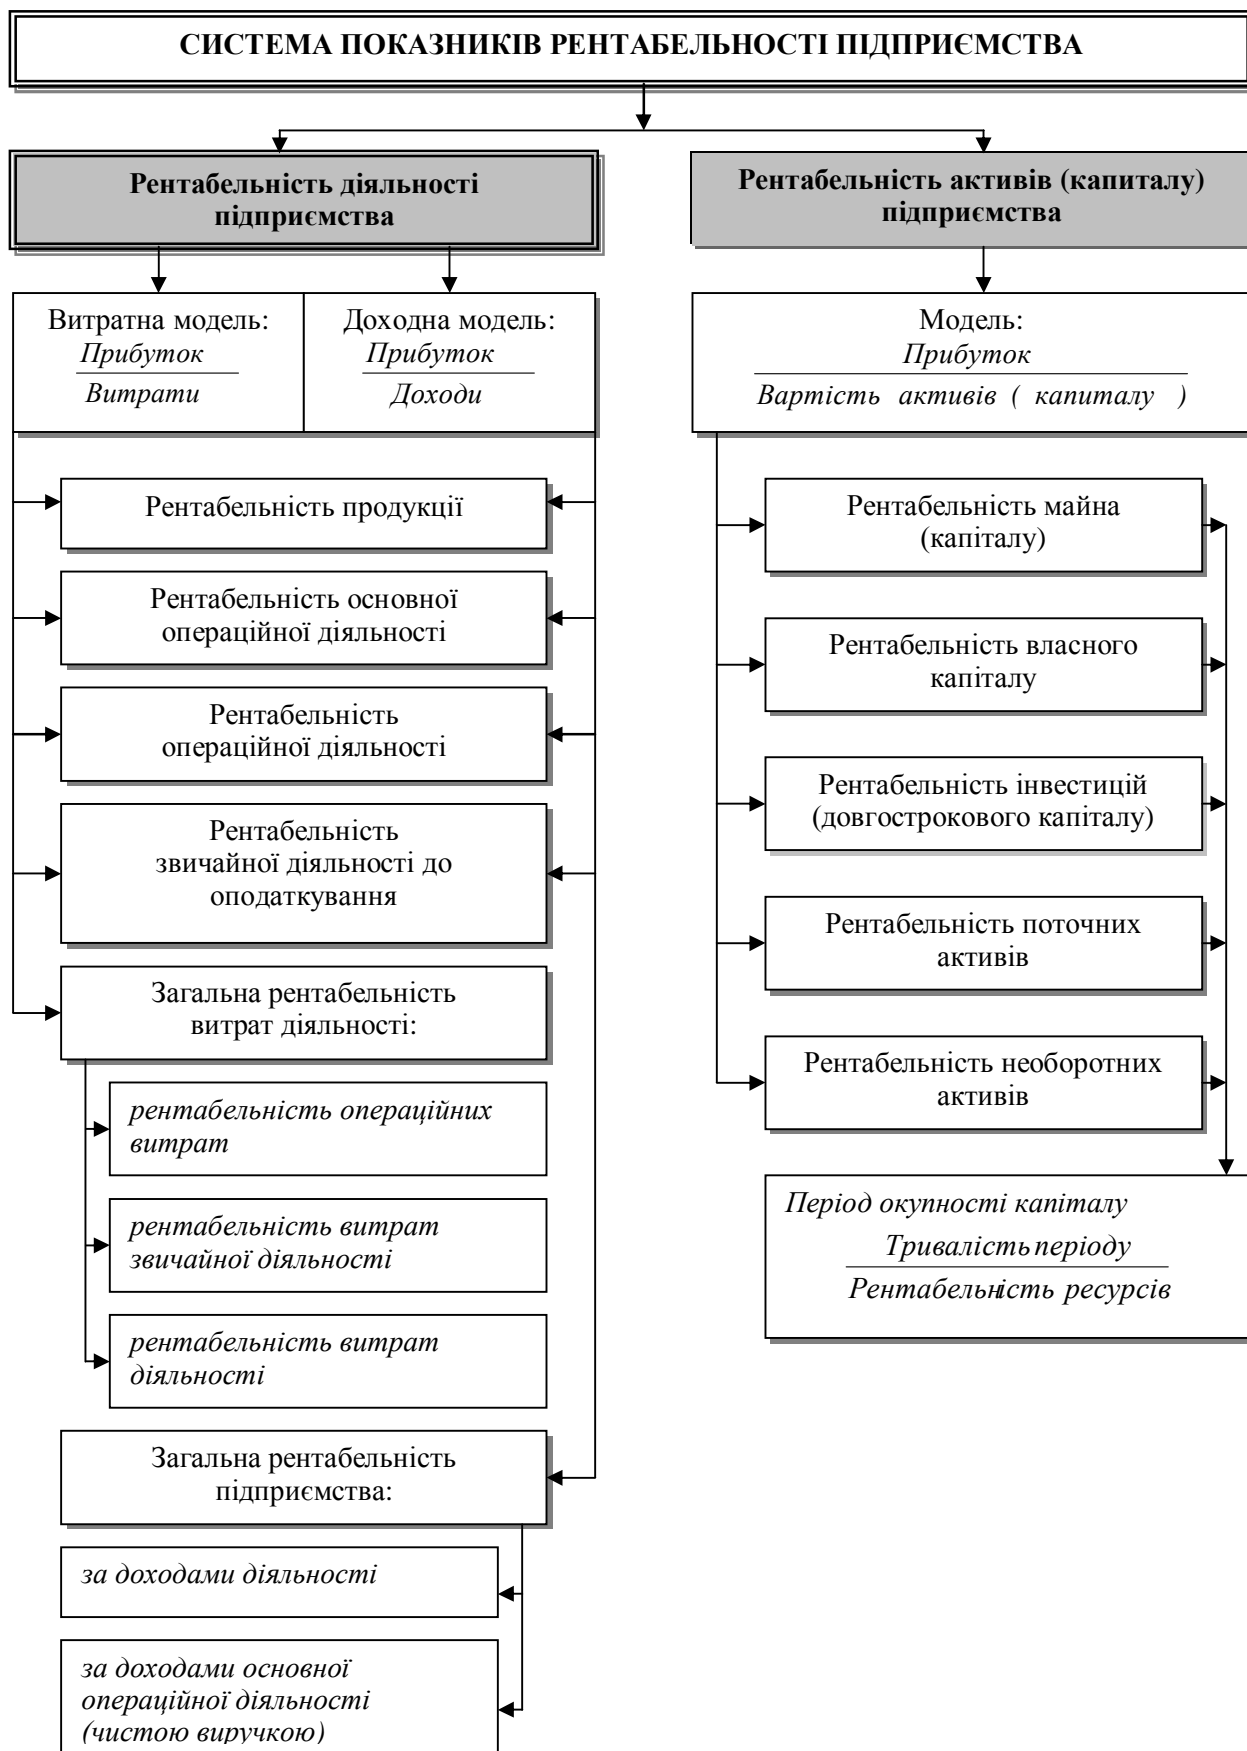 СИСТЕМА ПОКАЗНИКІВ РЕНТАБЕЛЬНОСТІ ПІДПРИЄМСТВА
Рентабельність діяльності
підприємства
Витратна модель:
Прибуток
Витрати
Доходна модель:
Прибуток
Доходи
Рентабельність продукції
Рентабельність основної
операційної діяльності
Рентабельність
операційної діяльності
Рентабельність
звичайної діяльності до
оподаткування
Загальна рентабельність
витрат діяльності:
рентабельність операційних
витрат
рентабельність витрат
звичайної діяльності
рентабельність витрат
діяльності
Загальна рентабельність
підприємства:
за доходами діяльності
за доходами основної
операційної діяльності
(чистою виручкою)
Рентабельність активів (капиталу)
підприємства
Модель:
Прибуток
Вартість активів ( капиталу )
Рентабельність майна
(капіталу)
Рентабельність власного
капіталу
Рентабельність інвестицій
(довгострокового капіталу)
Рентабельність поточних
активів
Рентабельність необоротних
активів
Період окупності капіталу
Тривалість періоду
Рентабельність ресурсів